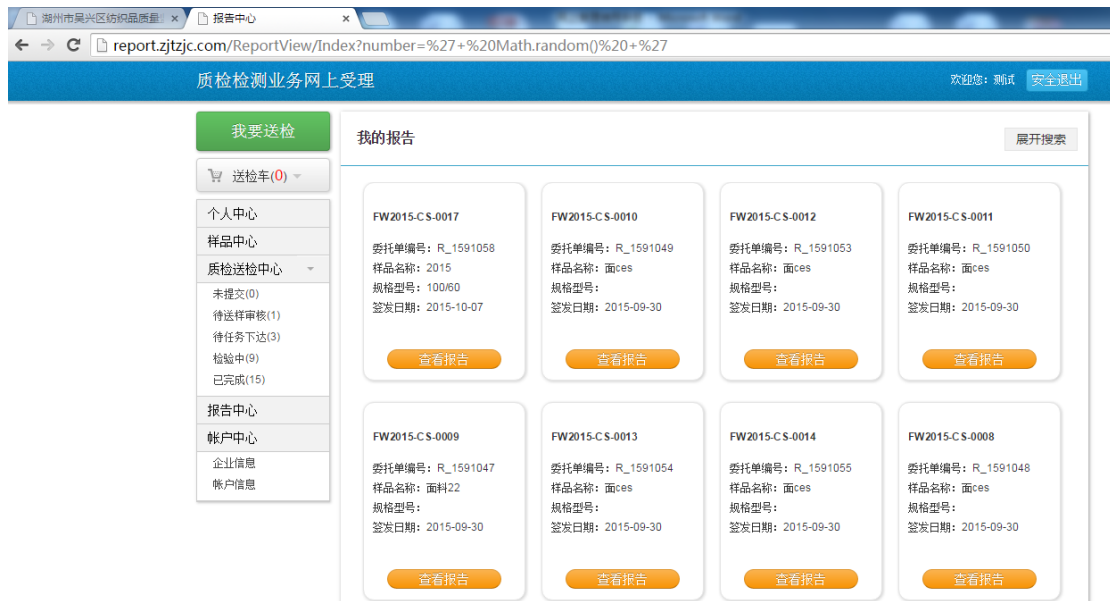 湖州市吴兴区纺织品质量
报告中心
report.zjtzjc.com/ReportView/Index?number=%27+%20Math.random()%20+%27
质检检测业务网上受理
欢迎您：测试
安全退出
我要送检
我的报告
展开搜索
送检车(0)
个人中心
样品中心
质检送检中心
未提交(0)
待送样审核(1)
待任务下达(3)
检验中(9)
已完成(15)
报告中心
帐户中心
企业信息
帐户信息
FW2015-CS-0017
委托单编号：R_1591058
样品名称：2015
规格型号：100/60
签发日期：2015-10-07
查看报告
FW2015-CS-0010
委托单编号：R_1591049
样品名称：面ces
规格型号：
签发日期：2015-09-30
查看报告
FW2015-CS-0012
委托单编号：R_1591053
样品名称：面ces
规格型号：
签发日期：2015-09-30
查看报告
FW2015-CS-0011
委托单编号：R_1591050
样品名称：面ces
规格型号：
签发日期：2015-09-30
查看报告
FW2015-CS-0009
委托单编号：R_1591047
样品名称：面料22
规格型号：
签发日期：2015-09-30
查看报告
FW2015-CS-0013
委托单编号：R_1591054
样品名称：面ces
规格型号：
签发日期：2015-09-30
查看报告
FW2015-CS-0014
委托单编号：R_1591055
样品名称：面ces
规格型号：
签发日期：2015-09-30
查看报告
FW2015-CS-0008
委托单编号：R_1591048
样品名称：面ces
规格型号：
签发日期：2015-09-30
查看报告